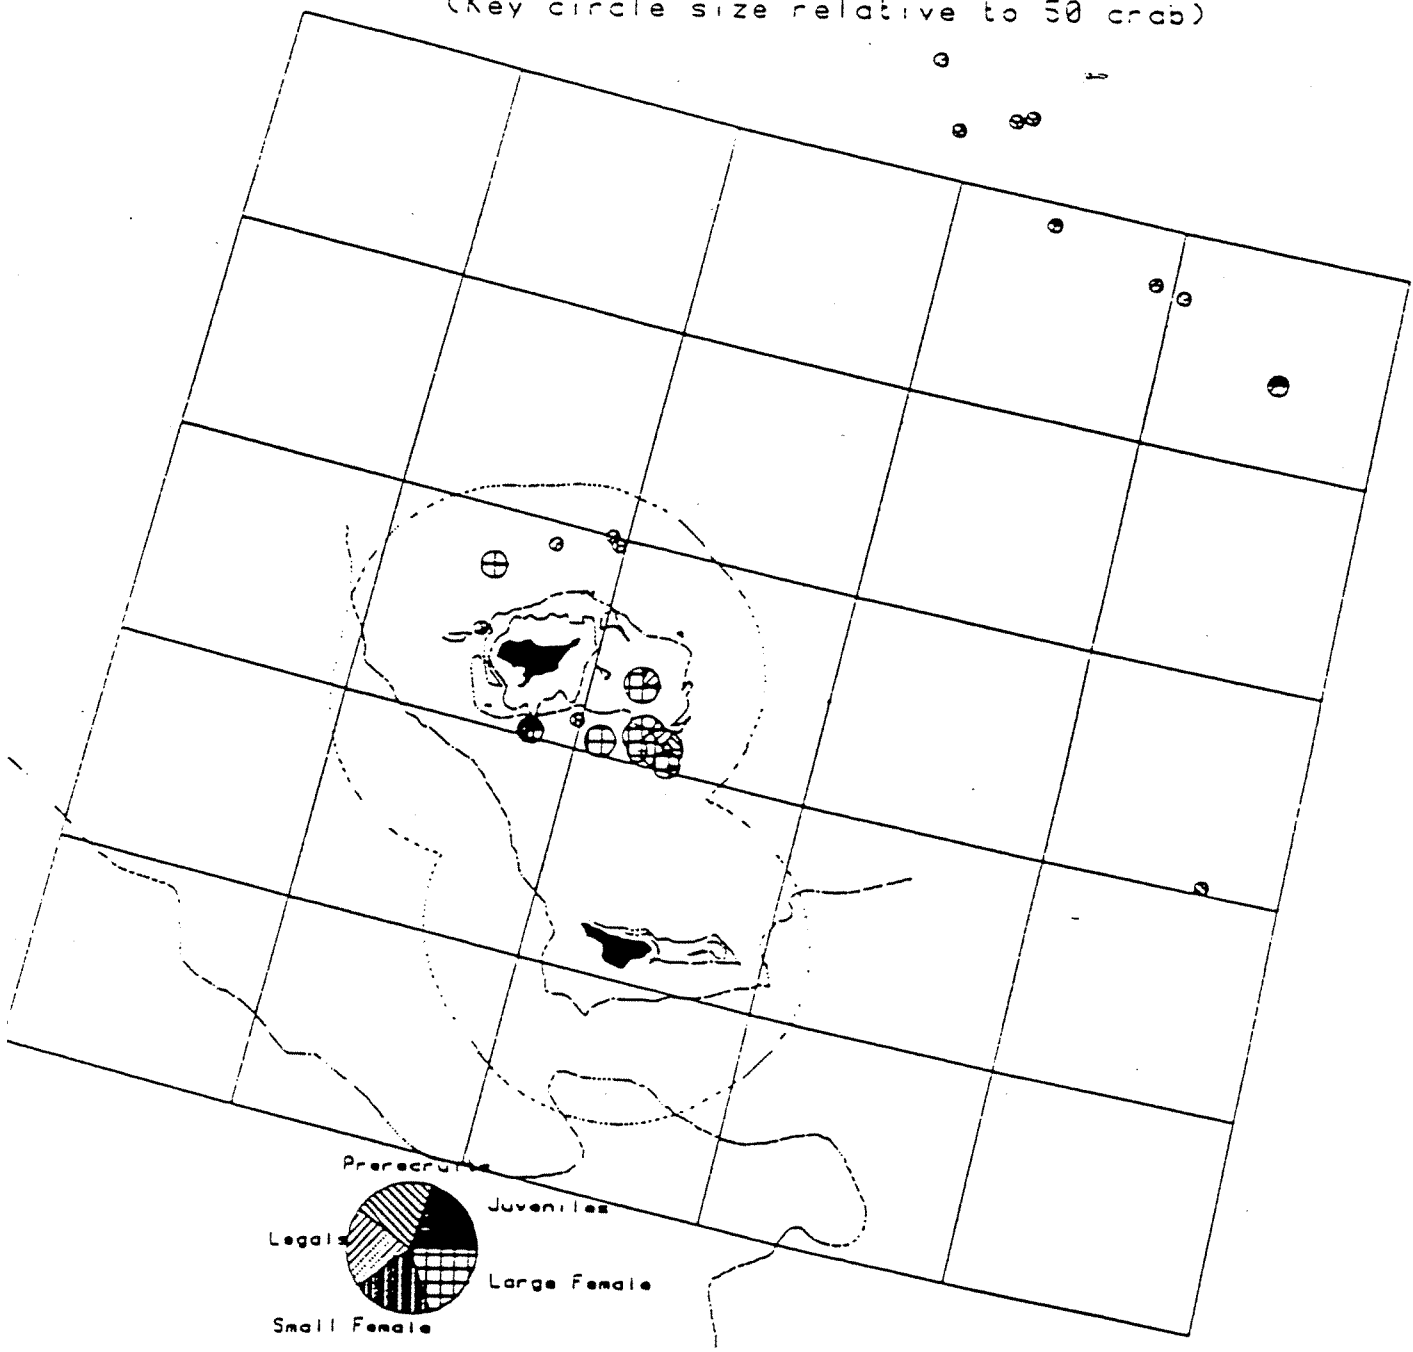 (Key circle size relative to 50 crab)
Prerecruits
Juveniles
Legals
Large Female
Small Female